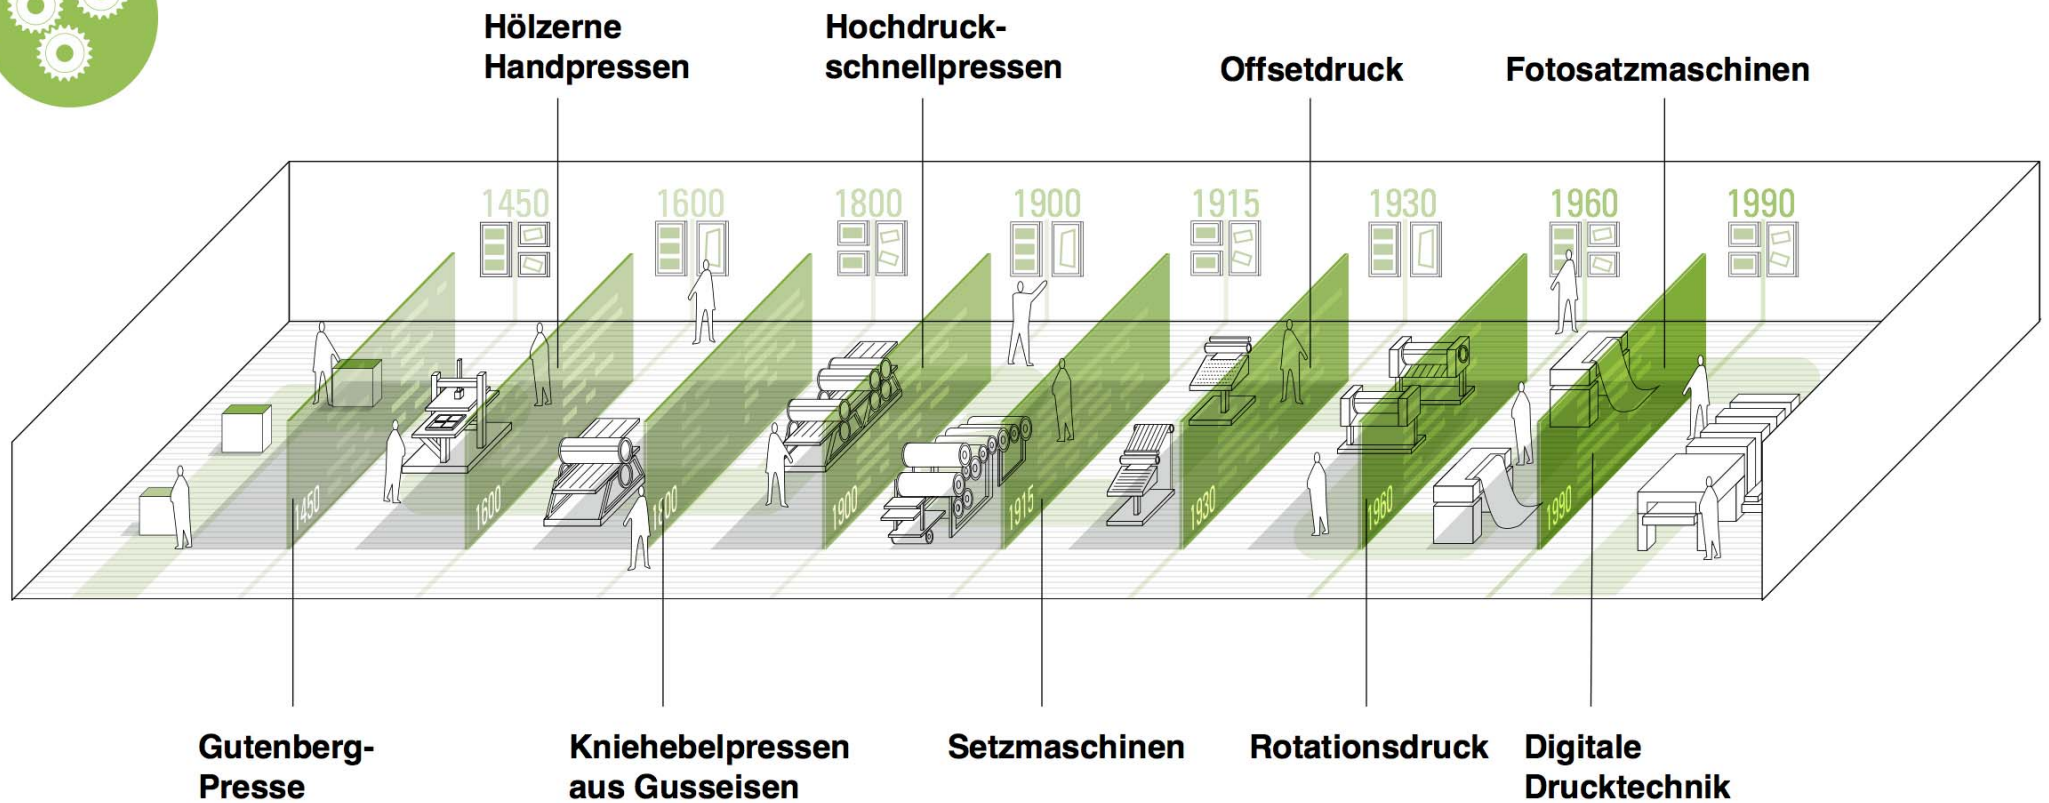 Hölzerne
Handpressen
Hochdruck-
schnellpressen
Offsetdruck
Fotosatzmaschinen
1450
1600
1800
1900
1915
1930
1960
1990
1450
1600
1800
1900
1915
1930
1960
1990
Gutenberg-
Presse
Kniehebelpressen
aus Gusseisen
Setzmaschinen
Rotationsdruck
Digitale
Drucktechnik